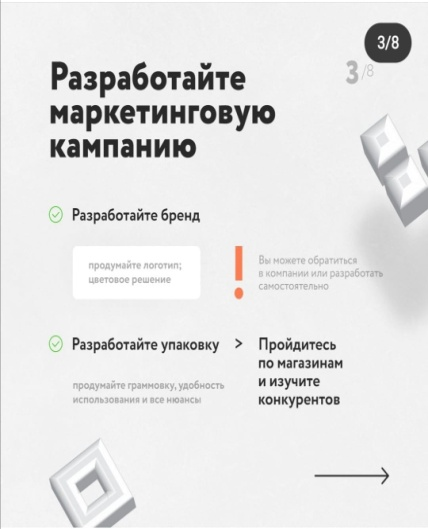 3/8
3/8
Разработайте
маркетинговую
кампанию
Разработайте бренд
продумайте логотип;
цветовое решение
!
Вы можете обратиться
в компании или разработать
самостоятельно
Разработайте упаковку >
продумайте граммовку, удобность
использования и все нюансы
Пройдитесь
по магазинам
и изучите
конкурентов